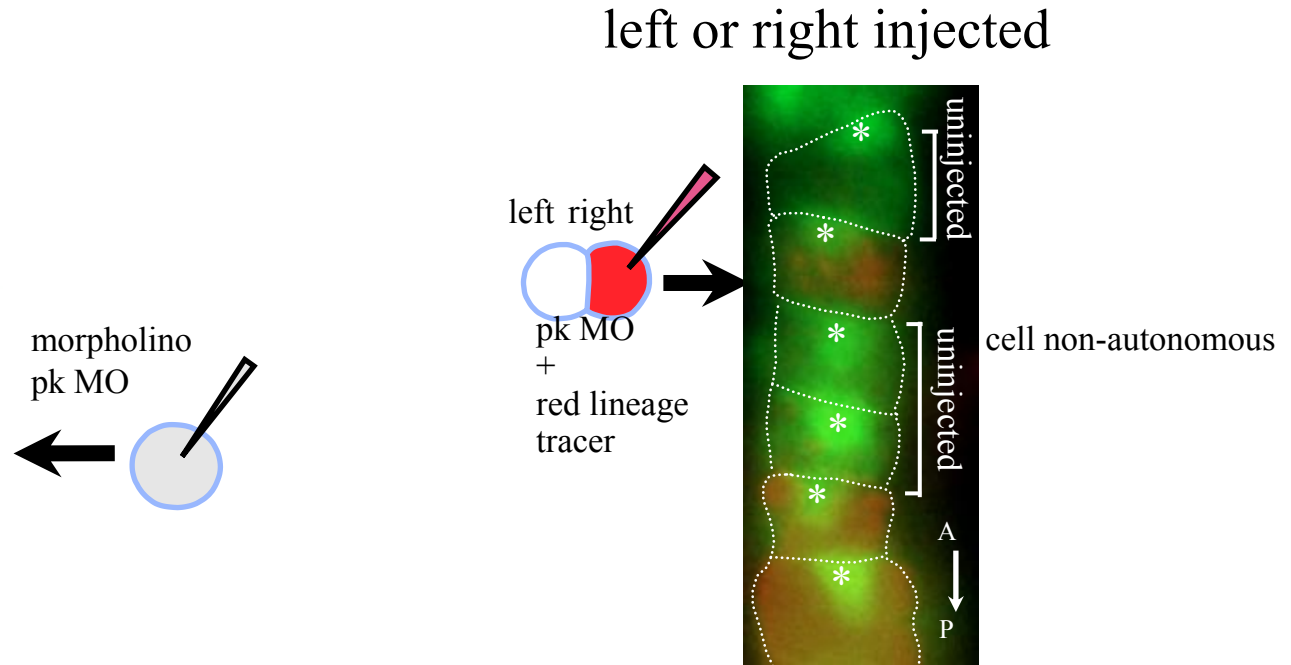 left or right injected
uninjected
left right
pk MO
+
red lineage
tracer
morpholino
pk MO
*
*
*
*
*
*
uninjected
cell non-autonomous
A
P